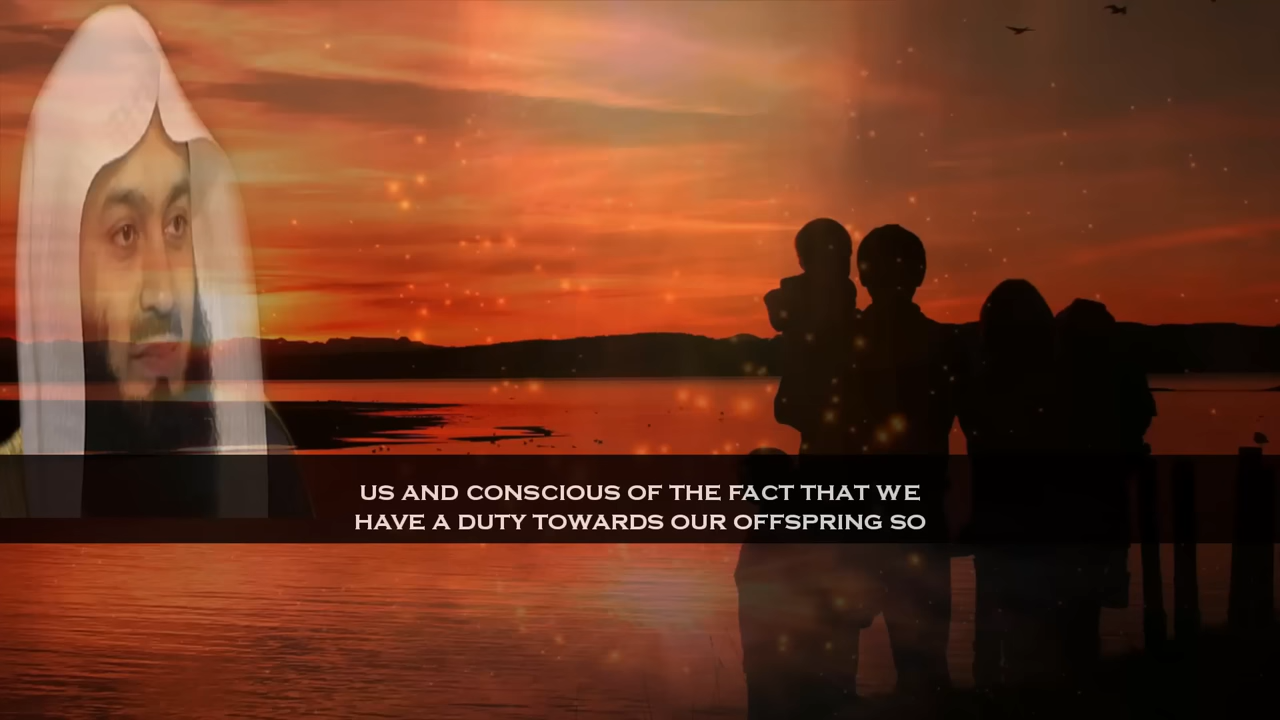 US AND CONSCIOUS OF THE FACT THAT WE
HAVE A DUTY TOWARDS OUR OFFSPRING SO